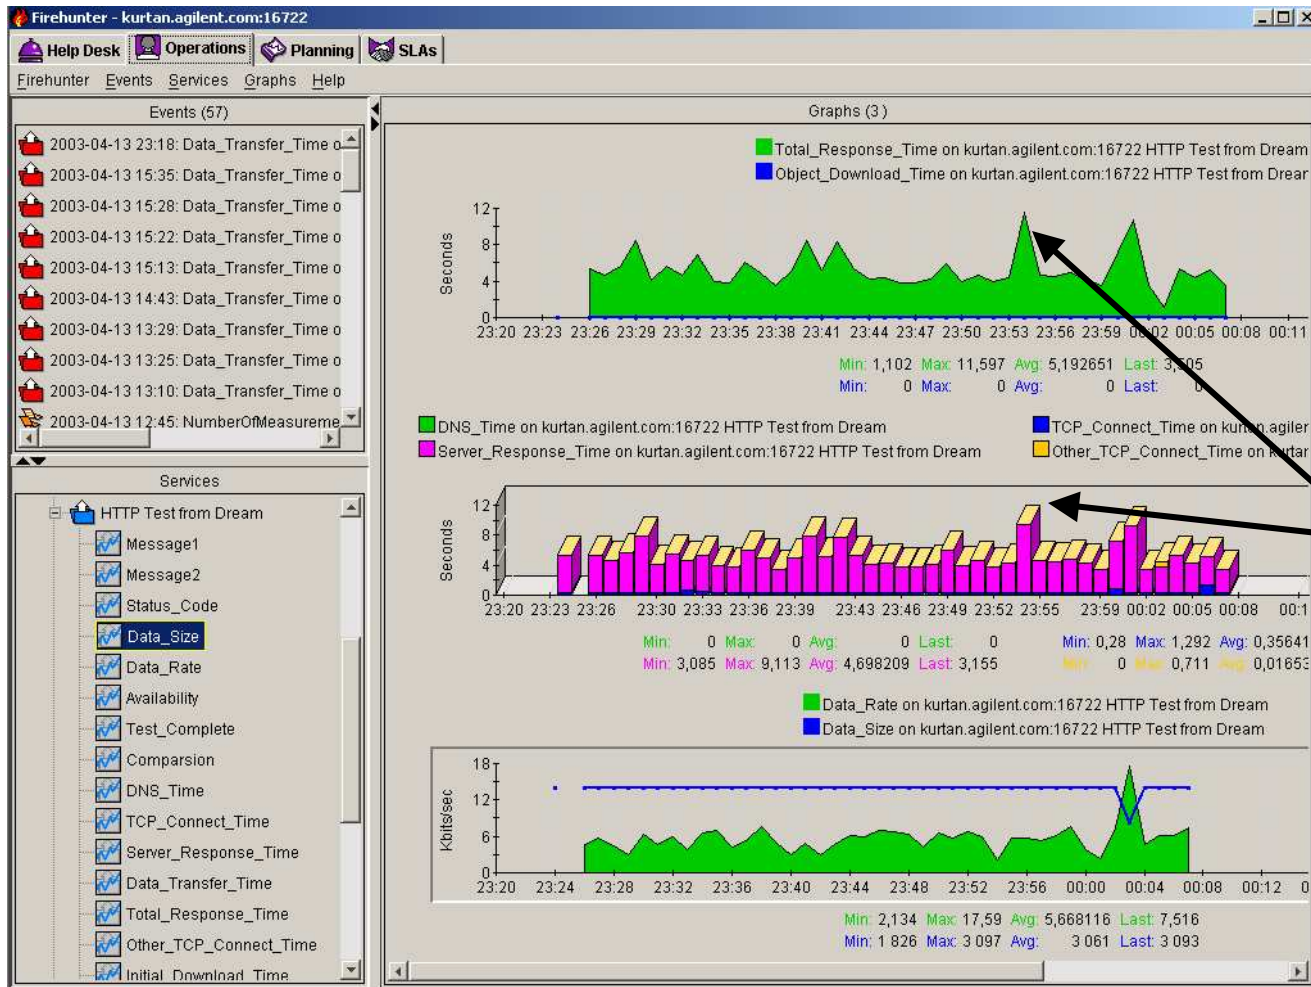 Firehunter - kurtan.agilent.com:16722
Help Desk Operations Planning SLAs
Firehunter Events Services Graphs Help
Events (57)
2003-04-13 23:18: Data_Transfer_Time o
2003-04-13 15:35: Data_Transfer_Time o
2003-04-13 15:28: Data_Transfer_Time o
2003-04-13 15:22: Data_Transfer_Time o
2003-04-13 15:13: Data_Transfer_Time o
2003-04-13 14:43: Data_Transfer_Time o
2003-04-13 13:29: Data_Transfer_Time o
2003-04-13 13:25: Data_Transfer_Time o
2003-04-13 13:10: Data_Transfer_Time o
2003-04-13 12:45: NumberOfMeasureme
Services
HTTP Test from Dream
Message1
Message2
Status_Code
Data_Size
Data_Rate
Availability
Test_Complete
Comparsion
DNS_Time
TCP_Connect_Time
Server_Response_Time
Data_Transfer_Time
Total_Response_Time
Other_TCP_Connect_Time
Initial_Download_Time
Graphs (3)
Total_Response_Time on kurtan.agilent.com:16722 HTTP Test from Dream
Object_Download_Time on kurtan.agilent.com:16722 HTTP Test from Drear
Seconds
12
8
4
0
23:20 23:23 23:26 23:29 23:32 23:35 23:38 23:41 23:44 23:47 23:50 23:54 23:56 23:59 00:02 00:05 00:08 00:11
Min: 1,102 Max: 11,597 Avg: 5,192651 Last: 3,505
Min: 0 Max: 0 Avg: 0 Last: 0
DNS_Time on kurtan.agilent.com:16722 HTTP Test from Dream TCP_Connect_Time on kurtan.agiler
Server_Response_Time on kurtan.agilent.com:16722 HTTP Test from Dream Other_TCP_Connect_Time on kurtar
Seconds
12
8
4
0
23:20 23:23 23:26 23:30 23:33 23:36 23:39 23:43 23:46 23:49 23:52 23:55 23:59 00:02 00:05 00:08 00:1
Min: 0 Max: 0 Avg: 0 Last: 0 Min: 0,28 Max: 1,292 Avg: 0,35641
Min: 3,085 Max: 9,113 Avg: 4,698209 Last: 3,155 Min: 0 Max: 0,711 Avg: 0,01653
Data_Rate on kurtan.agilent.com:16722 HTTP Test from Dream
Data_Size on kurtan.agilent.com:16722 HTTP Test from Dream
Kbits/sec
18
12
6
0
23:20 23:24 23:28 23:32 23:36 23:40 23:44 23:48 23:52 23:56 00:00 00:04 00:08 00:12 0
Min: 2,134 Max: 17,59 Avg: 5,668116 Last: 7,516
Min: 1 826 Max: 3 097 Avg: 3 061 Last: 3 093